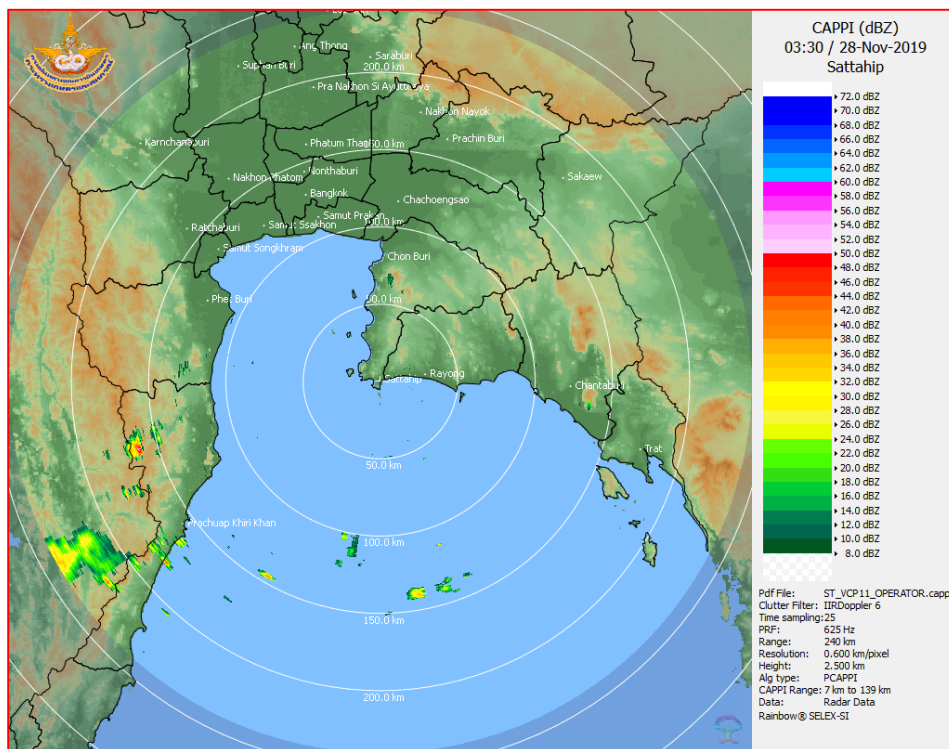 CAPPI (dBZ)
03:30 / 28-Nov-2019
Sattahip
72.0 dBZ
70.0 dBZ
68.0 dBZ
66.0 dBZ
64.0 dBZ
62.0 dBZ
60.0 dBZ
58.0 dBZ
56.0 dBZ
54.0 dBZ
52.0 dBZ
50.0 dBZ
48.0 dBZ
46.0 dBZ
44.0 dBZ
42.0 dBZ
40.0 dBZ
38.0 dBZ
36.0 dBZ
34.0 dBZ
32.0 dBZ
30.0 dBZ
28.0 dBZ
26.0 dBZ
24.0 dBZ
22.0 dBZ
20.0 dBZ
18.0 dBZ
16.0 dBZ
14.0 dBZ
12.0 dBZ
10.0 dBZ
8.0 dBZ
Pdf File: ST_VCP11_OPERATOR.capp
Clutter Filter: IIRDoppler 6
Time sampling:25
PRF: 625 Hz
Range: 240 km
Resolution: 0.600 km/pixel
Height: 2.500 km
Alg type: PCAPPI
CAPPI Range: 7 km to 139 km
Data: Radar Data
Rainbow® SELEX-SI
Ang Thong
Saraburi
Suphan Buri
200.0 km
Pra Nakhon Si Ayutthaya
Nakhon Nayok
Karnchanaburi
Phatum Thani
Prachin Buri
Nonthaburi
Nakhon Phatom
Sakaew
Bangkok
Chachoengsao
Samut Prakan
Ratchaburi
Samut Ssakhon
100.0 km
Samut Songkhram
Chon Buri
Phet Buri
50.0 km
Rayong
Sattahip
Chantaburi
Trat
50.0 km
Prachuap Khiri Khan
100.0 km
150.0 km
200.0 km